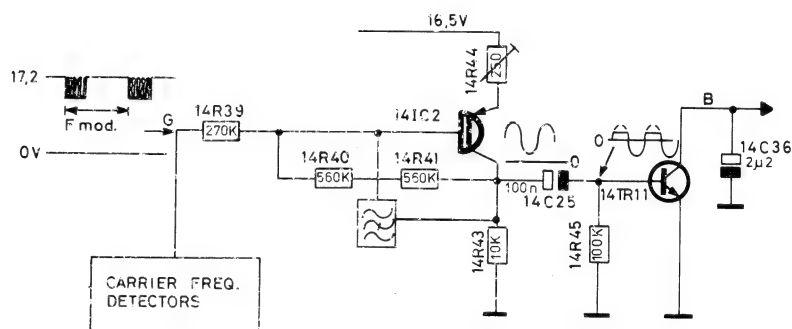 16,5V
14R44
250
17,2
F mod.
G
14R39
270K
14IC2
0
B
0V
14R40
560K
14R41
560K
0
100n
14C25
14TR11
14C36
2µ2
14R43
10K
14R45
100K
CARRIER FREQ.
DETECTORS